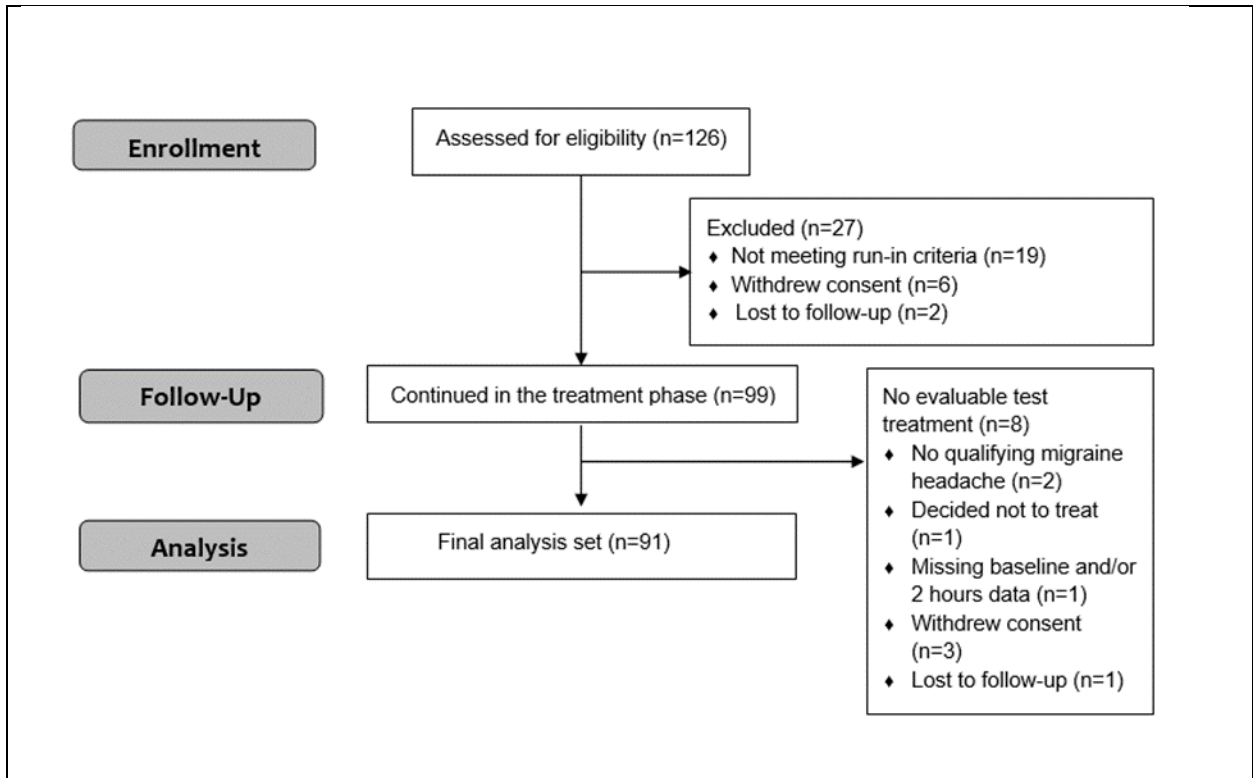 Enrollment
Assessed for eligibility (n=126)
Excluded (n=27)
♦ Not meeting run-in criteria (n=19)
♦ Withdrew consent (n=6)
♦ Lost to follow-up (n=2)
Follow-Up
Continued in the treatment phase (n=99)
No evaluable test
treatment (n=8)
♦ No qualifying migraine
headache (n=2)
♦ Decided not to treat
(n=1)
♦ Missing baseline and/or
2 hours data (n=1)
♦ Withdrew consent
(n=3)
♦ Lost to follow-up (n=1)
Analysis
Final analysis set (n=91)